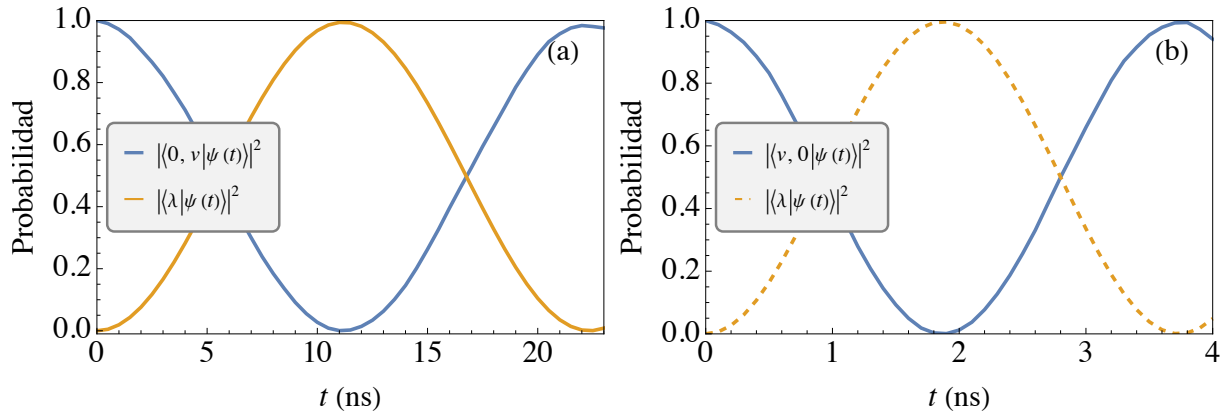 1.0
0.8
0.6
0.4
0.2
0.0
Probabilidad
(a)
|⟨0, v|ψ(t)⟩|²
|⟨λ|ψ(t)⟩|²
0 5 10 15 20
t (ns)
1.0
0.8
0.6
0.4
0.2
0.0
Probabilidad
(b)
|⟨v, 0|ψ(t)⟩|²
|⟨λ|ψ(t)⟩|²
0 1 2 3 4
t (ns)